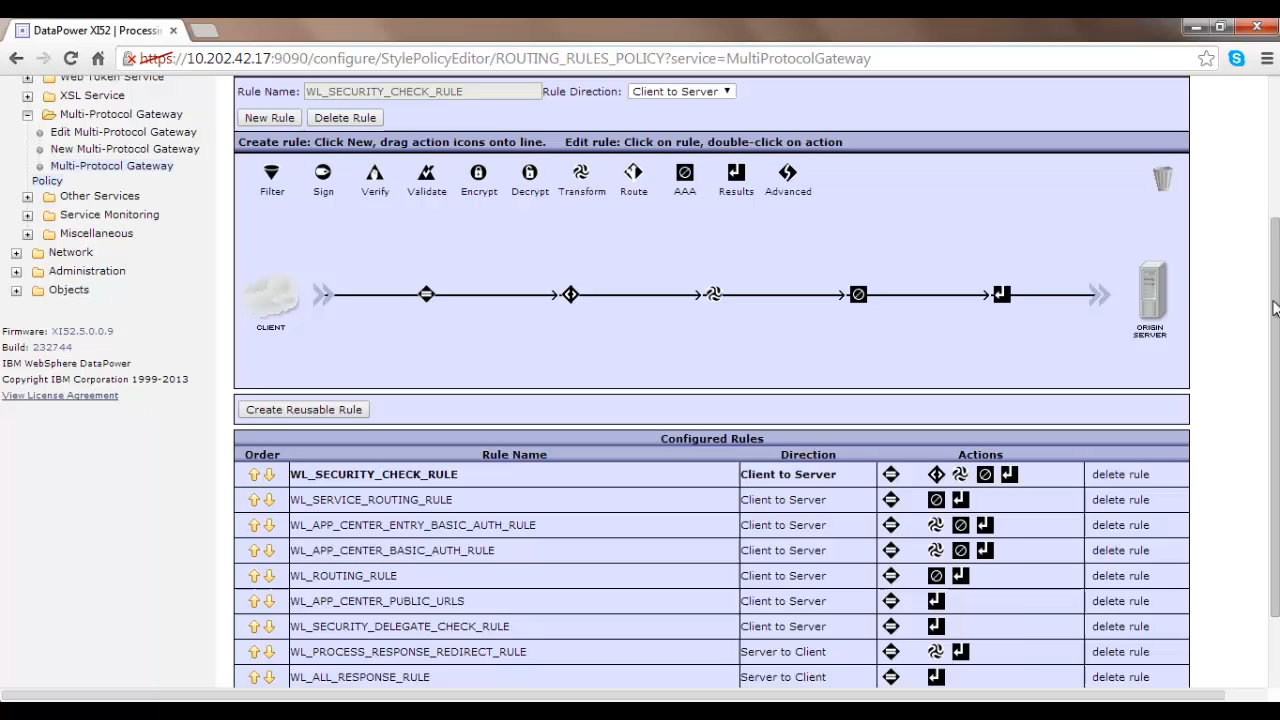 DataPower XI52 | Processin
https://10.202.42.17:9090/configure/StylePolicyEditor/ROUTING_RULES_POLICY?service=MultiProtocolGateway
Web Token Service
XSL Service
Multi-Protocol Gateway
Edit Multi-Protocol Gateway
New Multi-Protocol Gateway
Multi-Protocol Gateway
Policy
Other Services
Service Monitoring
Miscellaneous
Network
Administration
Objects
Firmware: XI52.5.0.0.9
Build: 232744
IBM WebSphere DataPower
Copyright IBM Corporation 1999-2013
View License Agreement
Rule Name: WL_SECURITY_CHECK_RULE Rule Direction: Client to Server
New Rule Delete Rule
Create rule: Click New, drag action icons onto line. Edit rule: Click on rule, double-click on action
Filter Sign Verify Validate Encrypt Decrypt Transform Route AAA Results Advanced
CLIENT
ORIGIN
SERVER
Create Reusable Rule
Configured Rules
Order Rule Name Direction Actions
WL_SECURITY_CHECK_RULE Client to Server delete rule
WL_SERVICE_ROUTING_RULE Client to Server delete rule
WL_APP_CENTER_ENTRY_BASIC_AUTH_RULE Client to Server delete rule
WL_APP_CENTER_BASIC_AUTH_RULE Client to Server delete rule
WL_ROUTING_RULE Client to Server delete rule
WL_APP_CENTER_PUBLIC_URLS Client to Server delete rule
WL_SECURITY_DELEGATE_CHECK_RULE Client to Server delete rule
WL_PROCESS_RESPONSE_REDIRECT_RULE Server to Client delete rule
WL_ALL_RESPONSE_RULE Server to Client delete rule